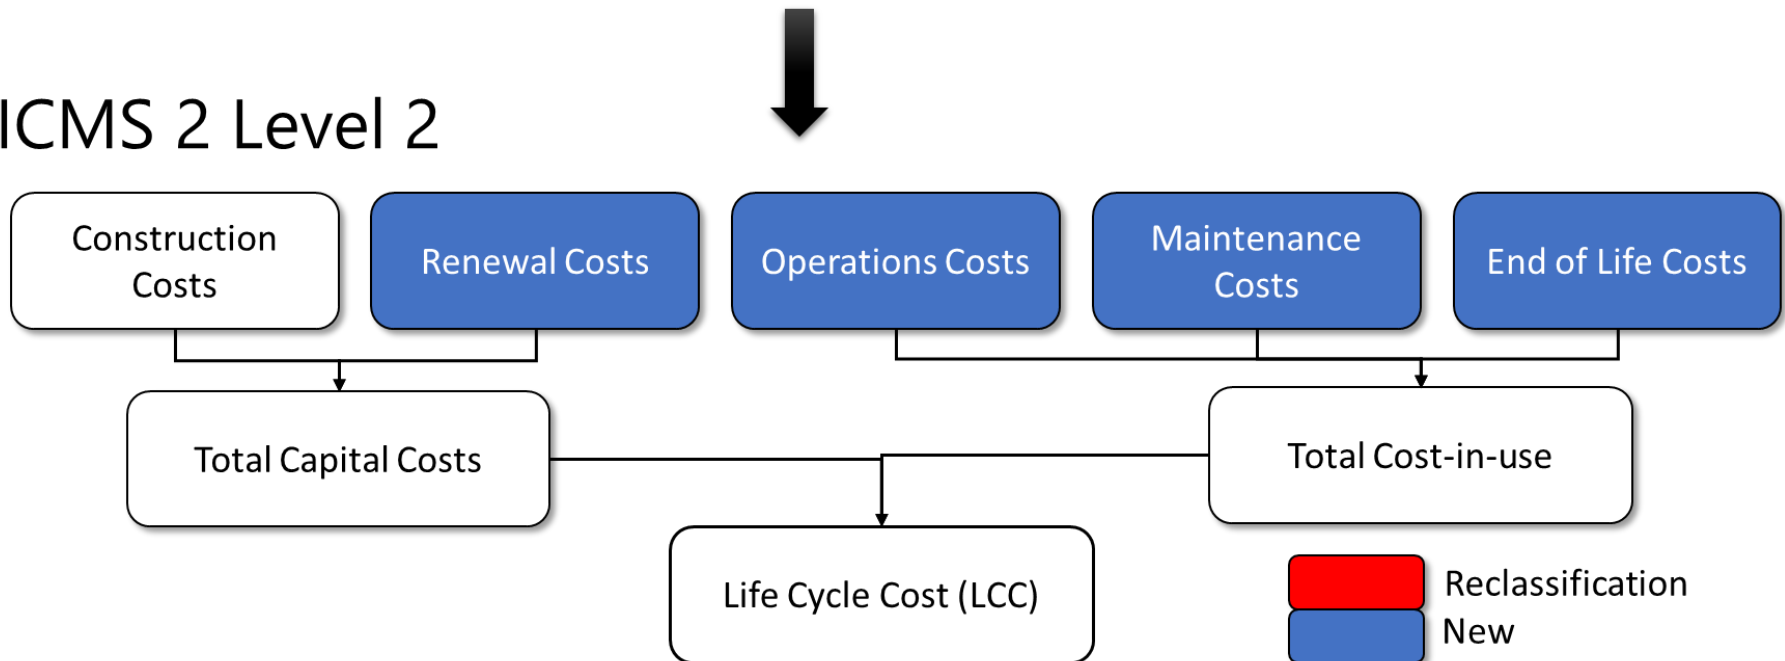 ICMS 2 Level 2
Construction
Costs
Renewal Costs
Operations Costs
Maintenance
Costs
End of Life Costs
Total Capital Costs
Total Cost-in-use
Life Cycle Cost (LCC)
Reclassification
New